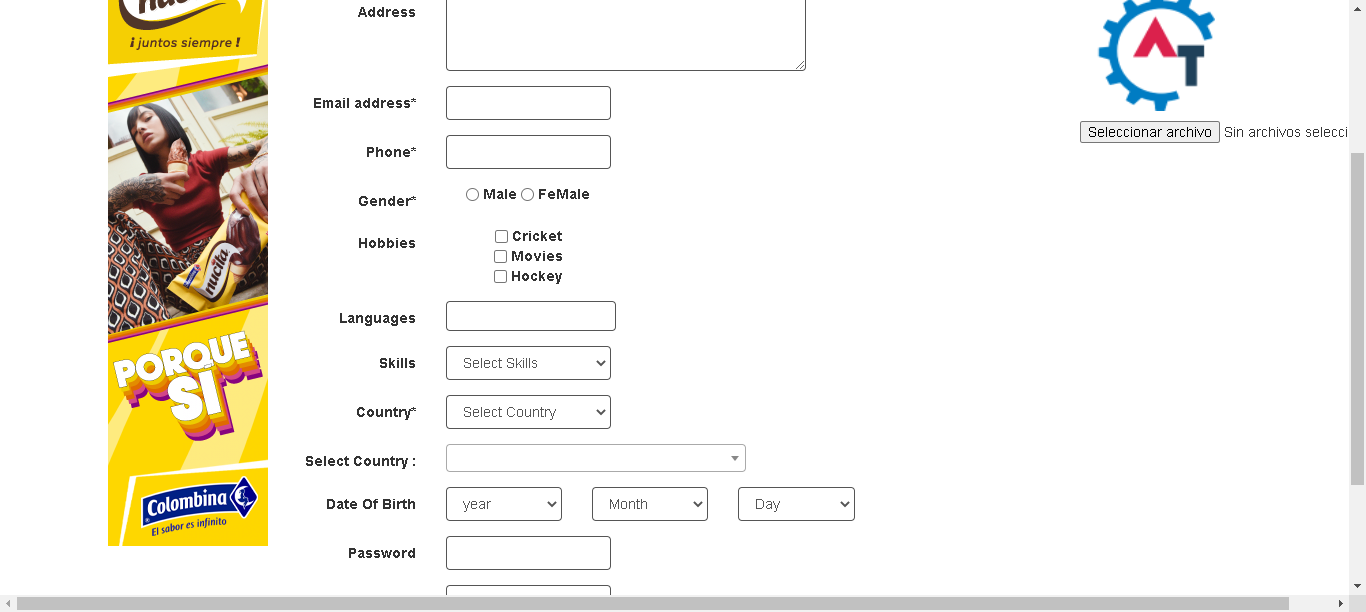 ¡juntos siempre!
nucita
PORQUE
SÍ
Colombina
El sabor es infinito
Address
Email address*
Phone*
Gender*
Male FeMale
Hobbies
Cricket
Movies
Hockey
Languages
Skills
Select Skills
Country*
Select Country
Select Country :
Date Of Birth
year Month Day
Password
AT
Seleccionar archivo Sin archivos selecci